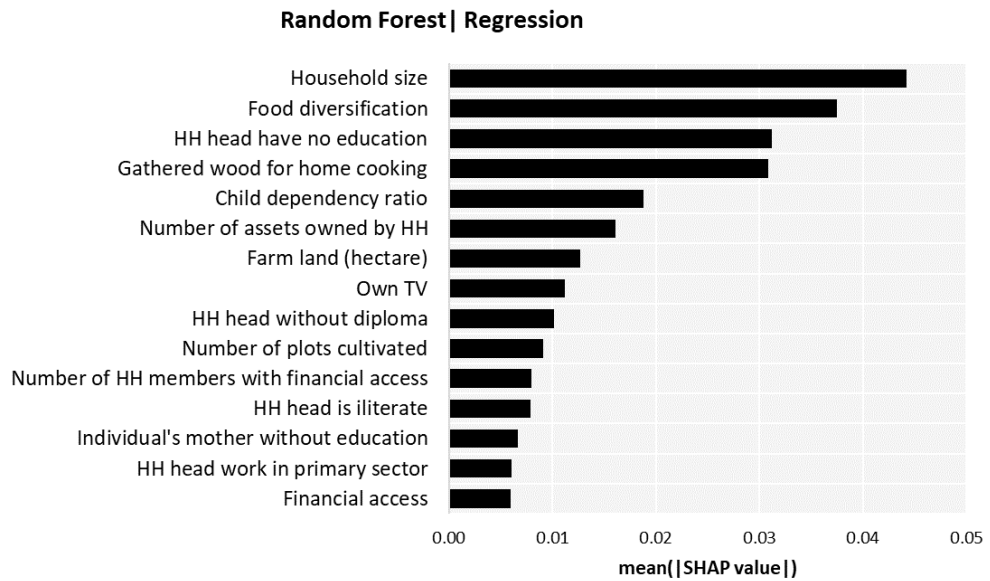 Random Forest| Regression
Household size
Food diversification
HH head have no education
Gathered wood for home cooking
Child dependency ratio
Number of assets owned by HH
Farm land (hectare)
Own TV
HH head without diploma
Number of plots cultivated
Number of HH members with financial access
HH head is iliterate
Individual's mother without education
HH head work in primary sector
Financial access
0.00 0.01 0.02 0.03 0.04 0.05
mean(|SHAP value|)